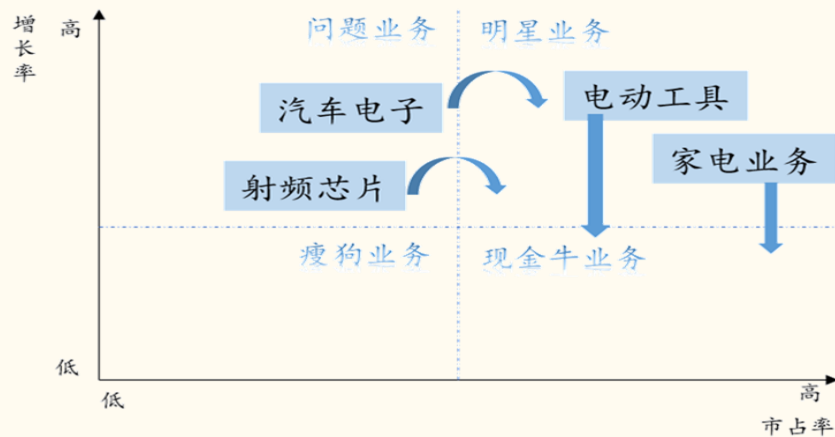 增长率
高
问题业务
明星业务
汽车电子
电动工具
家电业务
射频芯片
瘦狗业务
现金牛业务
低
低
高
市占率